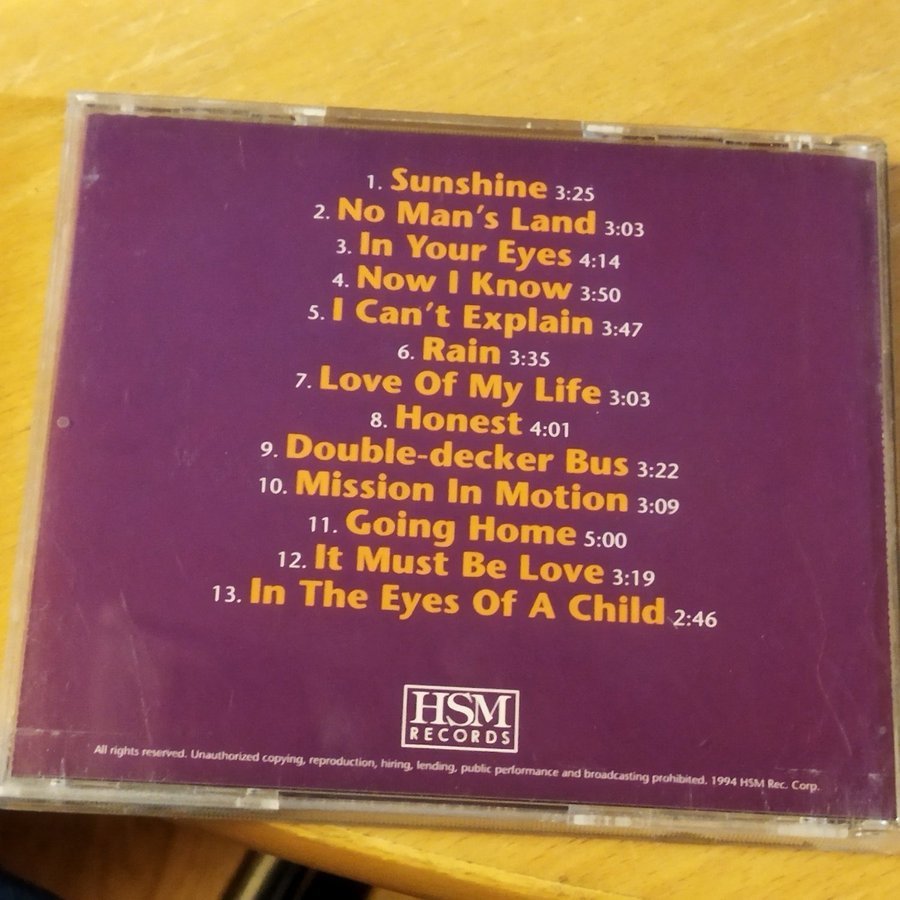 1. Sunshine 3:25
2. No Man's Land 3:03
3. In Your Eyes 4:14
4. Now I Know 3:50
5. I Can't Explain 3:47
6. Rain 3:35
7. Love Of My Life 3:03
8. Honest 4:01
9. Double-decker Bus 3:22
10. Mission In Motion 3:09
11. Going Home 5:00
12. It Must Be Love 3:19
13. In The Eyes Of A Child 2:46
HSM
RECORDS
All rights reserved. Unauthorized copying, reproduction, hiring, lending, public performance and broadcasting prohibited. 1994 HSM Rec. Corp.